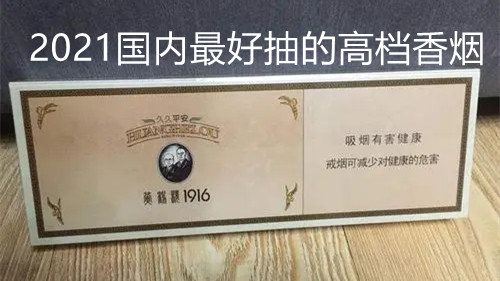 2021国内最好抽的高档香烟
久久平安
HUANGHELOU
吸烟有害健康
戒烟可减少对健康的危害
黄鹤楼1916